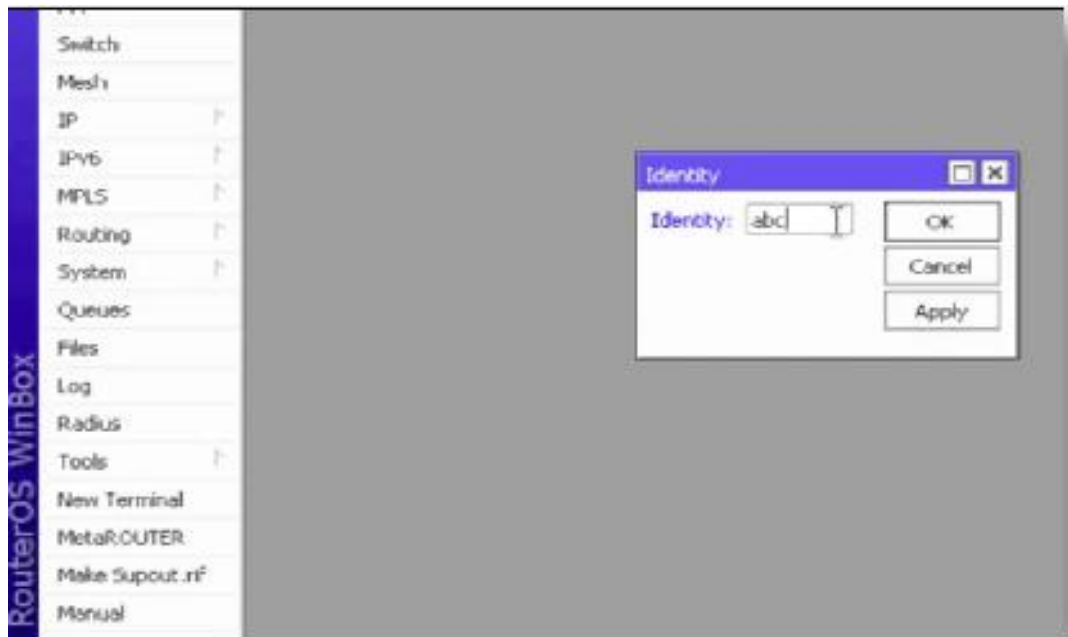 Switch
Mesh
IP
IPv6
MPLS
Routing
System
Queues
Files
Log
Radius
Tools
New Terminal
MetaROUTER
Make Supout.rif
Manual
RouterOS WinBox
Identity
Identity: abc
OK
Cancel
Apply